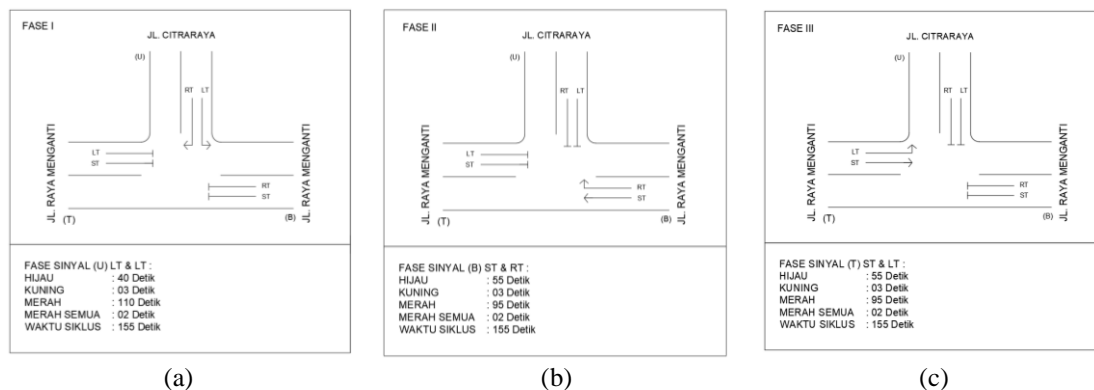 FASE I
JL. CITRARAYA
(U)
RT LT
LT
ST
RT
ST
JL. RAYA MENGANTI
JL. RAYA MENGANTI
(T)
(B)
FASE SINYAL (U) LT & LT :
HIJAU : 40 Detik
KUNING : 03 Detik
MERAH : 110 Detik
MERAH SEMUA : 02 Detik
WAKTU SIKLUS : 155 Detik
(a)
FASE II
JL. CITRARAYA
(U)
RT LT
LT
ST
RT
ST
JL. RAYA MENGANTI
JL. RAYA MENGANTI
(T)
(B)
FASE SINYAL (B) ST & RT :
HIJAU : 55 Detik
KUNING : 03 Detik
MERAH : 95 Detik
MERAH SEMUA : 02 Detik
WAKTU SIKLUS : 155 Detik
(b)
FASE III
JL. CITRARAYA
(U)
RT LT
LT
ST
RT
ST
JL. RAYA MENGANTI
JL. RAYA MENGANTI
(T)
(B)
FASE SINYAL (T) ST & LT :
HIJAU : 55 Detik
KUNING : 03 Detik
MERAH : 95 Detik
MERAH SEMUA : 02 Detik
WAKTU SIKLUS : 155 Detik
(c)